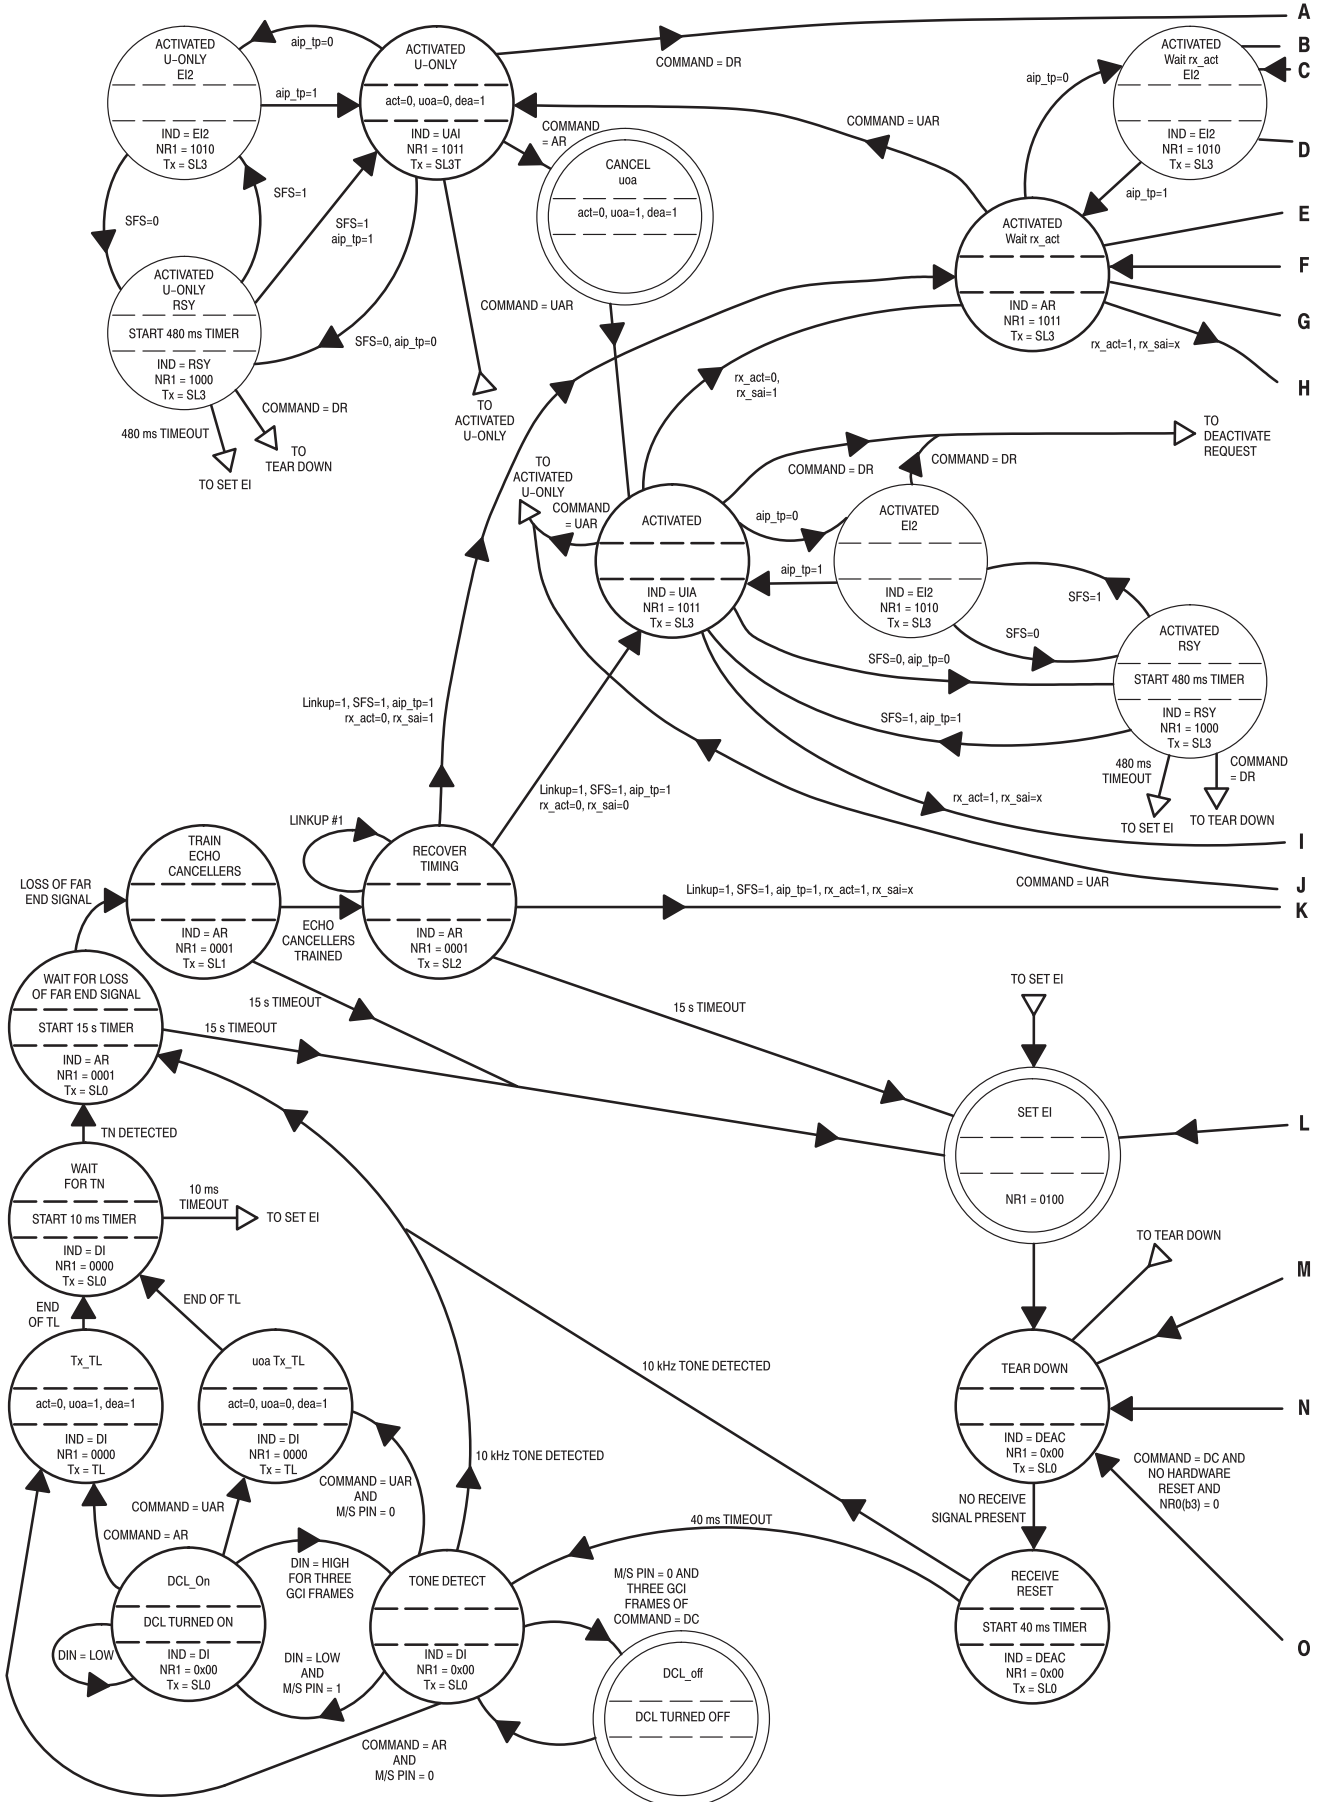 A
B
C
D
E
F
G
H
I
J
K
L
M
N
O
ACTIVATED
U–ONLY
EI2
IND = EI2
NR1 = 1010
Tx = SL3
aip_tp=0
aip_tp=1
ACTIVATED
U–ONLY
act=0, uoa=0, dea=1
IND = UAI
NR1 = 1011
Tx = SL3T
COMMAND = DR
COMMAND
= AR
COMMAND = UAR
CANCEL
uoa
act=0, uoa=1, dea=1
ACTIVATED
Wait rx_act
EI2
IND = EI2
NR1 = 1010
Tx = SL3
aip_tp=0
aip_tp=1
ACTIVATED
Wait rx_act
IND = AR
NR1 = 1011
Tx = SL3
rx_act=1, rx_sai=x
SFS=0
SFS=1
SFS=1
aip_tp=1
ACTIVATED
U–ONLY
RSY
START 480 ms TIMER
IND = RSY
NR1 = 1000
Tx = SL3
SFS=0, aip_tp=0
480 ms TIMEOUT
TO SET EI
COMMAND = DR
TO
TEAR DOWN
TO
ACTIVATED
U–ONLY
COMMAND = UAR
rx_act=0,
rx_sai=1
TO
DEACTIVATE
REQUEST
COMMAND = DR
COMMAND = DR
TO
ACTIVATED
U–ONLY
COMMAND
= UAR
ACTIVATED
IND = UIA
NR1 = 1011
Tx = SL3
aip_tp=0
aip_tp=1
ACTIVATED
EI2
IND = EI2
NR1 = 1010
Tx = SL3
SFS=1
SFS=0
ACTIVATED
RSY
START 480 ms TIMER
IND = RSY
NR1 = 1000
Tx = SL3
SFS=0, aip_tp=0
SFS=1, aip_tp=1
480 ms
TIMEOUT
TO SET EI
COMMAND
= DR
TO TEAR DOWN
rx_act=1, rx_sai=x
COMMAND = UAR
Linkup=1, SFS=1, aip_tp=1
rx_act=0, rx_sai=1
Linkup=1, SFS=1, aip_tp=1
rx_act=0, rx_sai=0
LINKUP #1
TRAIN
ECHO
CANCELLERS
IND = AR
NR1 = 0001
Tx = SL1
ECHO
CANCELLERS
TRAINED
RECOVER
TIMING
IND = AR
NR1 = 0001
Tx = SL2
Linkup=1, SFS=1, aip_tp=1, rx_act=1, rx_sai=x
LOSS OF FAR
END SIGNAL
WAIT FOR LOSS
OF FAR END SIGNAL
START 15 s TIMER
IND = AR
NR1 = 0001
Tx = SL0
15 s TIMEOUT
15 s TIMEOUT
15 s TIMEOUT
TO SET EI
SET EI
NR1 = 0100
TN DETECTED
WAIT
FOR TN
START 10 ms TIMER
IND = DI
NR1 = 0000
Tx = SL0
10 ms
TIMEOUT
TO SET EI
END
OF TL
END OF TL
Tx_TL
act=0, uoa=1, dea=1
IND = DI
NR1 = 0000
Tx = TL
uoa Tx_TL
act=0, uoa=0, dea=1
IND = DI
NR1 = 0000
Tx = TL
10 kHz TONE DETECTED
10 kHz TONE DETECTED
TO TEAR DOWN
TEAR DOWN
IND = DEAC
NR1 = 0x00
Tx = SL0
COMMAND = DC AND
NO HARDWARE
RESET AND
NR0(b3) = 0
NO RECEIVE
SIGNAL PRESENT
RECEIVE
RESET
START 40 ms TIMER
IND = DEAC
NR1 = 0x00
Tx = SL0
40 ms TIMEOUT
COMMAND = UAR
COMMAND = AR
COMMAND = UAR
AND
M/S PIN = 0
DCL_On
DCL TURNED ON
IND = DI
NR1 = 0x00
Tx = SL0
DIN = LOW
DIN = HIGH
FOR THREE
GCI FRAMES
DIN = LOW
AND
M/S PIN = 1
TONE DETECT
IND = DI
NR1 = 0x00
Tx = SL0
M/S PIN = 0 AND
THREE GCI
FRAMES OF
COMMAND = DC
DCL_off
DCL TURNED OFF
COMMAND = AR
AND
M/S PIN = 0